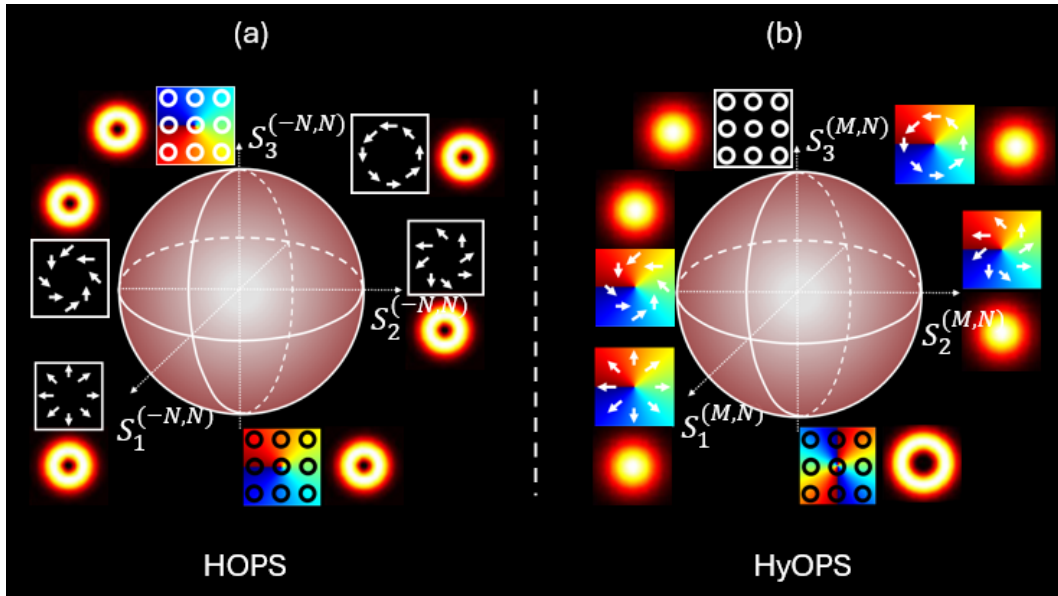 (a)
(b)
S_3^{(-N,N)}
S_3^{(M,N)}
S_2^{(-N,N)}
S_2^{(M,N)}
S_1^{(-N,N)}
S_1^{(M,N)}
HOPS
HyOPS